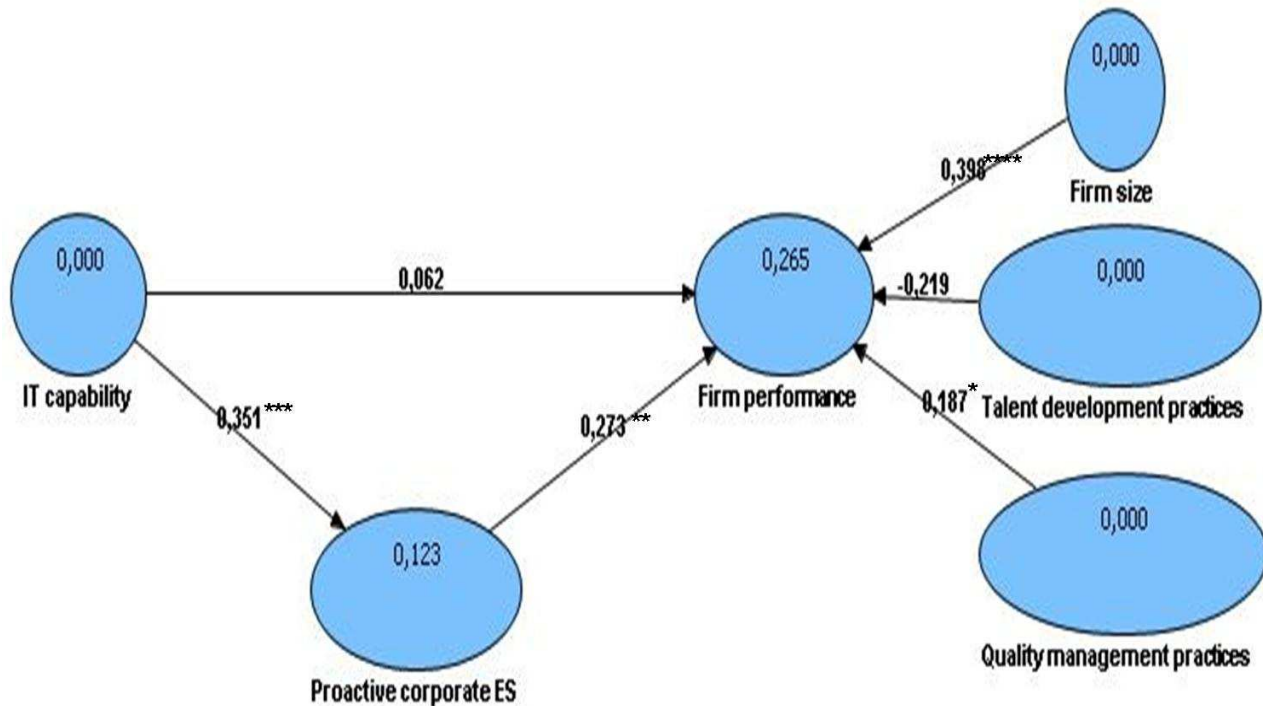 0,000
0,398****
Firm size
0,000
0,062
0,265
-0,219
0,000
IT capability
Firm performance
0,187*
Talent development practices
0,351***
0,273**
0,123
0,000
Proactive corporate ES
Quality management practices